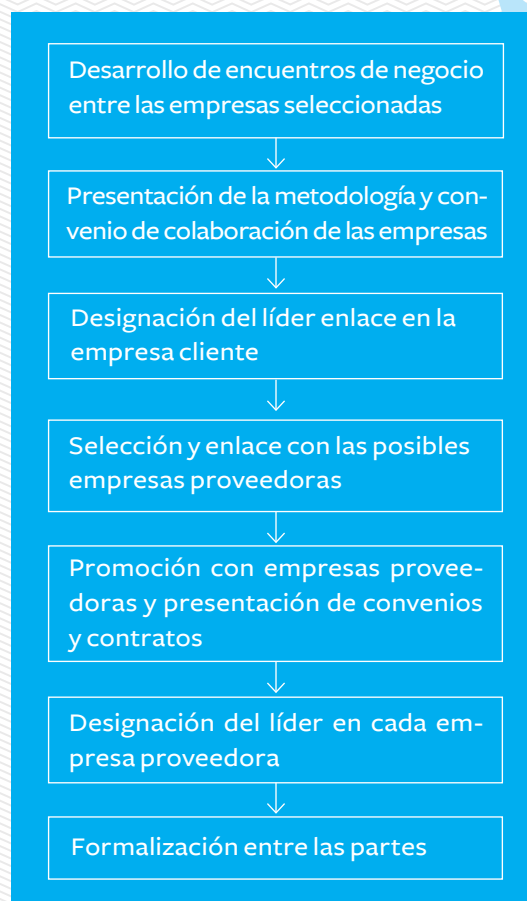 Desarrollo de encuentros de negocio
entre las empresas seleccionadas
Presentación de la metodología y con-
venio de colaboración de las empresas
Designación del líder enlace en la
empresa cliente
Selección y enlace con las posibles
empresas proveedoras
Promoción con empresas provee-
doras y presentación de convenios
y contratos
Designación del líder en cada em-
presa proveedora
Formalización entre las partes